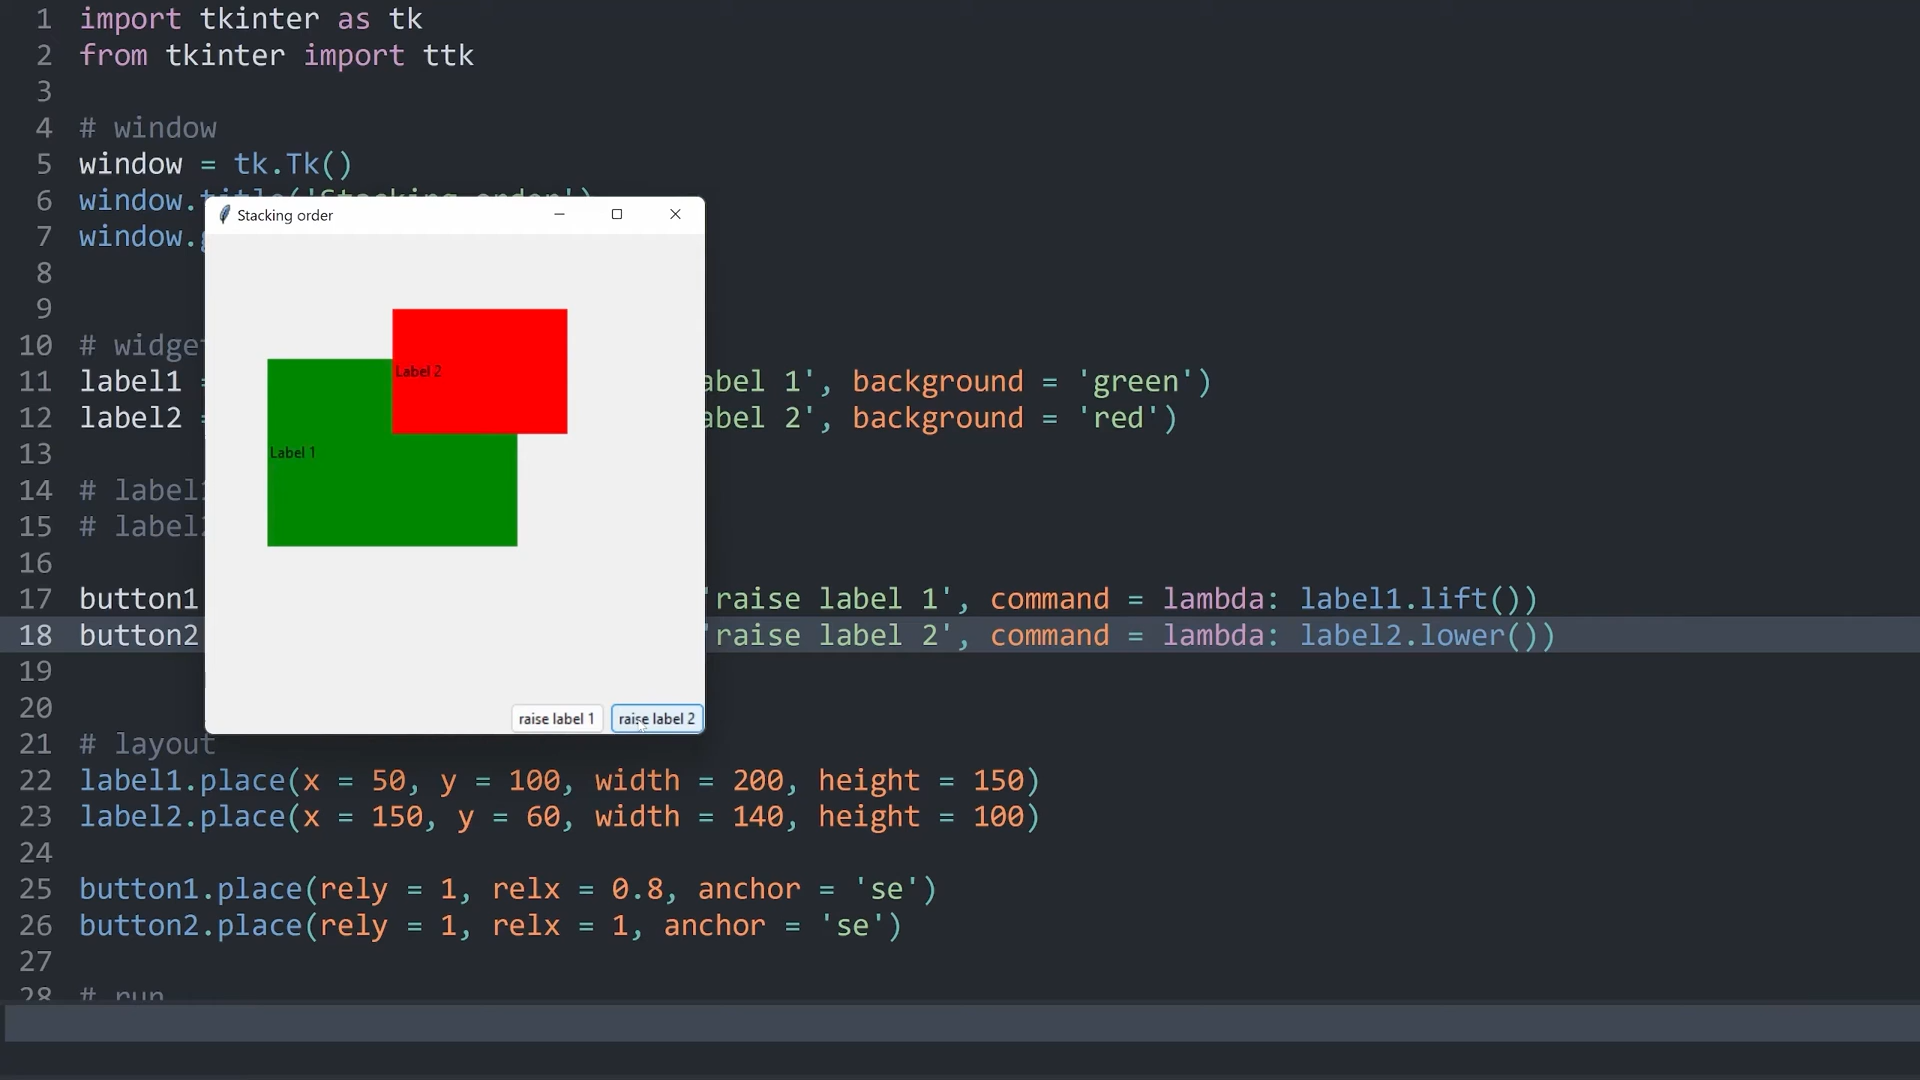 1 import tkinter as tk
2 from tkinter import ttk
3
4 # window
5 window = tk.Tk()
6 window.title('Stacking order')
7 window.
8
9
10 # widge
11 label1 = abel 1', background = 'green')
12 label2 = abel 2', background = 'red')
13
14 # label
15 # label
16
17 button1 'raise label 1', command = lambda: label1.lift())
18 button2 'raise label 2', command = lambda: label2.lower())
19
20
21 # layout
22 label1.place(x = 50, y = 100, width = 200, height = 150)
23 label2.place(x = 150, y = 60, width = 140, height = 100)
24
25 button1.place(rely = 1, relx = 0.8, anchor = 'se')
26 button2.place(rely = 1, relx = 1, anchor = 'se')
27
28 # run
Stacking order
Label 2
Label 1
raise label 1 raise label 2